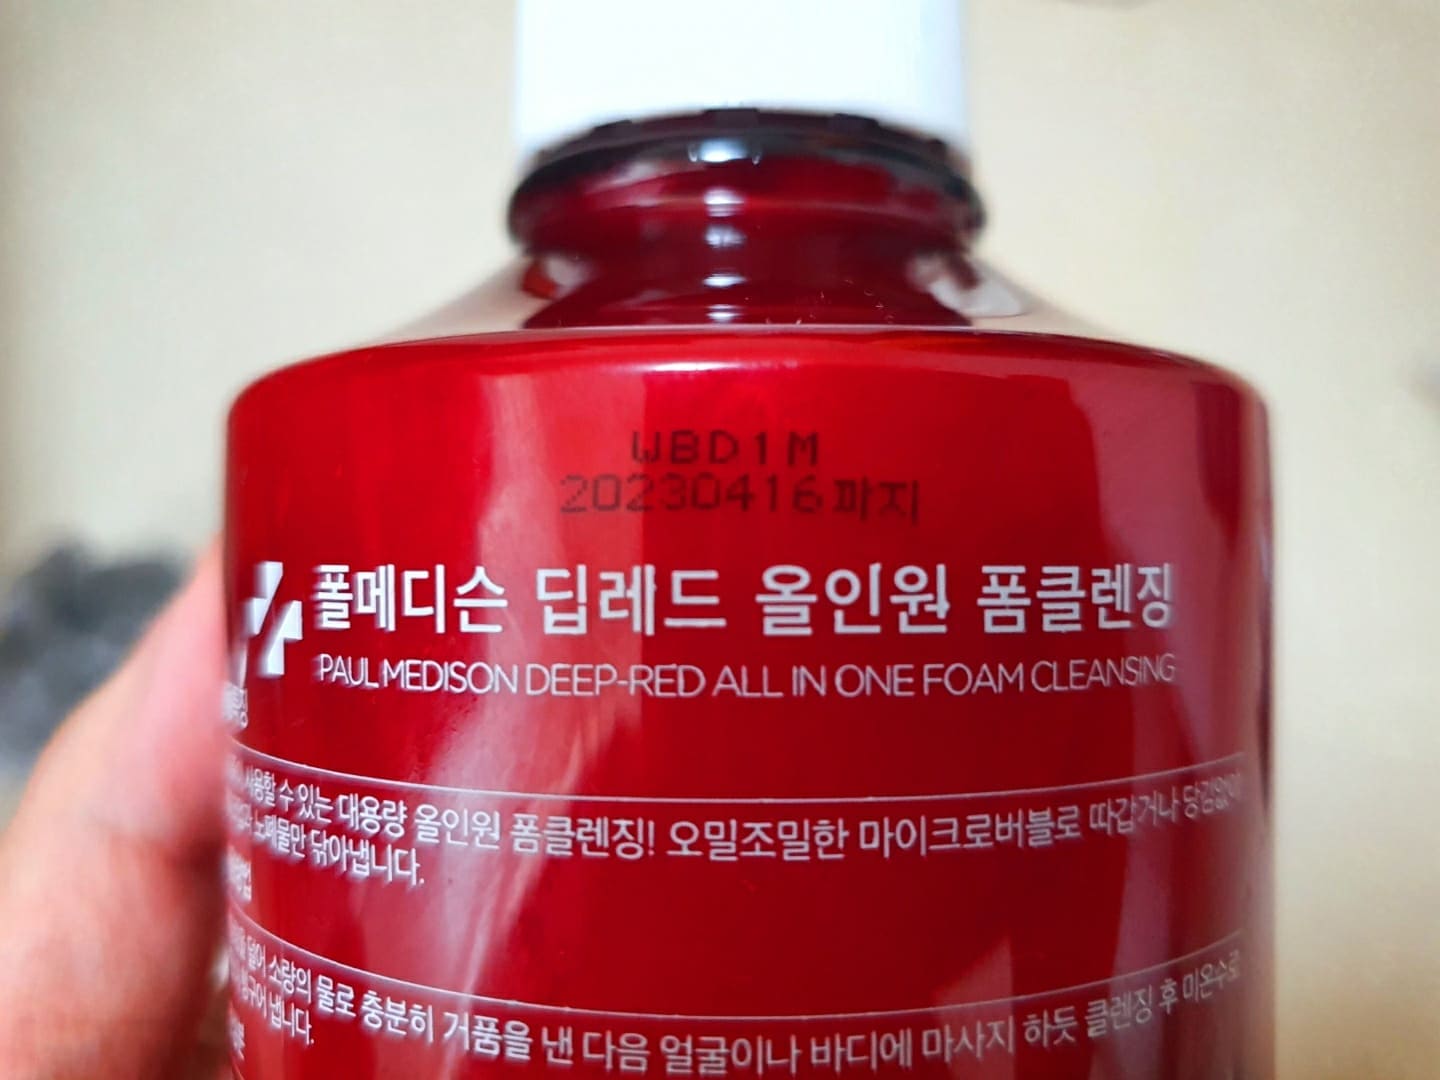 WBD1M
20230416까지
폴메디슨 딥레드 올인원 폼클렌징
PAUL MEDISON DEEP-RED ALL IN ONE FOAM CLEANSING
사용할 수 있는 대용량 올인원 폼클렌징! 오밀조밀한 마이크로버블로 따갑거나 당김없이
노폐물만 닦아냅니다.
덜어 소량의 물로 충분히 거품을 낸 다음 얼굴이나 바디에 마사지 하듯 클렌징 후 미온수로
헹구어 냅니다.